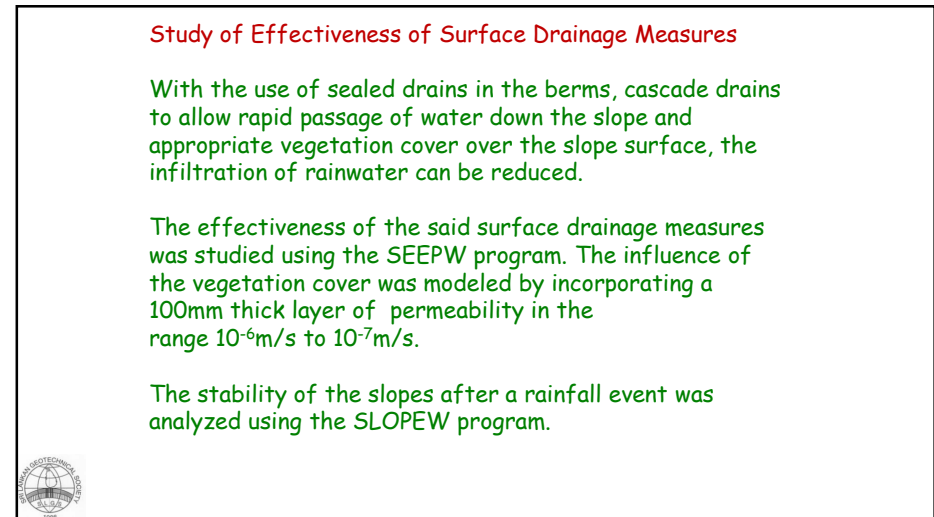 Study of Effectiveness of Surface Drainage Measures
With the use of sealed drains in the berms, cascade drains
to allow rapid passage of water down the slope and
appropriate vegetation cover over the slope surface, the
infiltration of rainwater can be reduced.
The effectiveness of the said surface drainage measures
was studied using the SEEPW program. The influence of
the vegetation cover was modeled by incorporating a
100mm thick layer of permeability in the
range 10⁻⁶m/s to 10⁻⁷m/s.
The stability of the slopes after a rainfall event was
analyzed using the SLOPEW program.
SRI LANKAN GEOTECHNICAL SOCIETY